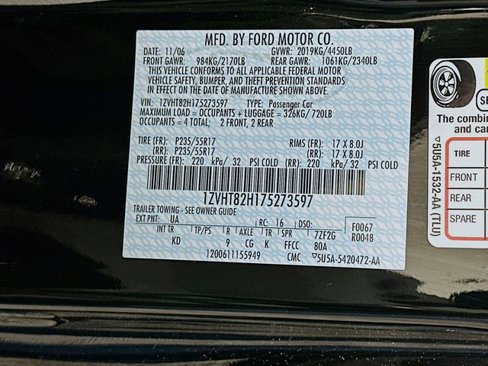 MFD. BY FORD MOTOR CO.
DATE: 11/06 GVWR: 2019KG/4450LB
FRONT GAWR: 984KG/2170LB REAR GAWR: 1061KG/2340LB
THIS VEHICLE CONFORMS TO ALL APPLICABLE FEDERAL MOTOR
VEHICLE SAFETY, BUMPER, AND THEFT PREVENTION STANDARDS
IN EFFECT ON THE DATE OF MANUFACTURE SHOWN ABOVE.
VIN: 1ZVHT82H175273597 TYPE: Passenger Car
MAXIMUM LOAD = OCCUPANTS + LUGGAGE = 326KG/720LB
OCCUPANTS = 4 TOTAL: 2 FRONT, 2 REAR
TIRE (FR): P235/55R17 RIMS (FR): 17 X 8.0J
(RR): P235/55R17 (RR): 17 X 8.0J
PRESSURE (FR): 220 kPa/ 32 PSI COLD (RR) 220 kPa/ 32 PSI COLD
1ZVHT82H175273597
TRAILER TOWING- SEE OWNER GUIDE
EXT PNT: UA RC: 16 DSO: F0067
R0048
INT TR TP/PS R AXLE TR SPR
KD 9 CG K FFCC 80A 7ZF2G
1200611155949 CMC 5U5A-5420472-AA
5U5A-1532-AA (TLU)
The combin
and car
TIRE
FRONT
REAR
SPARE